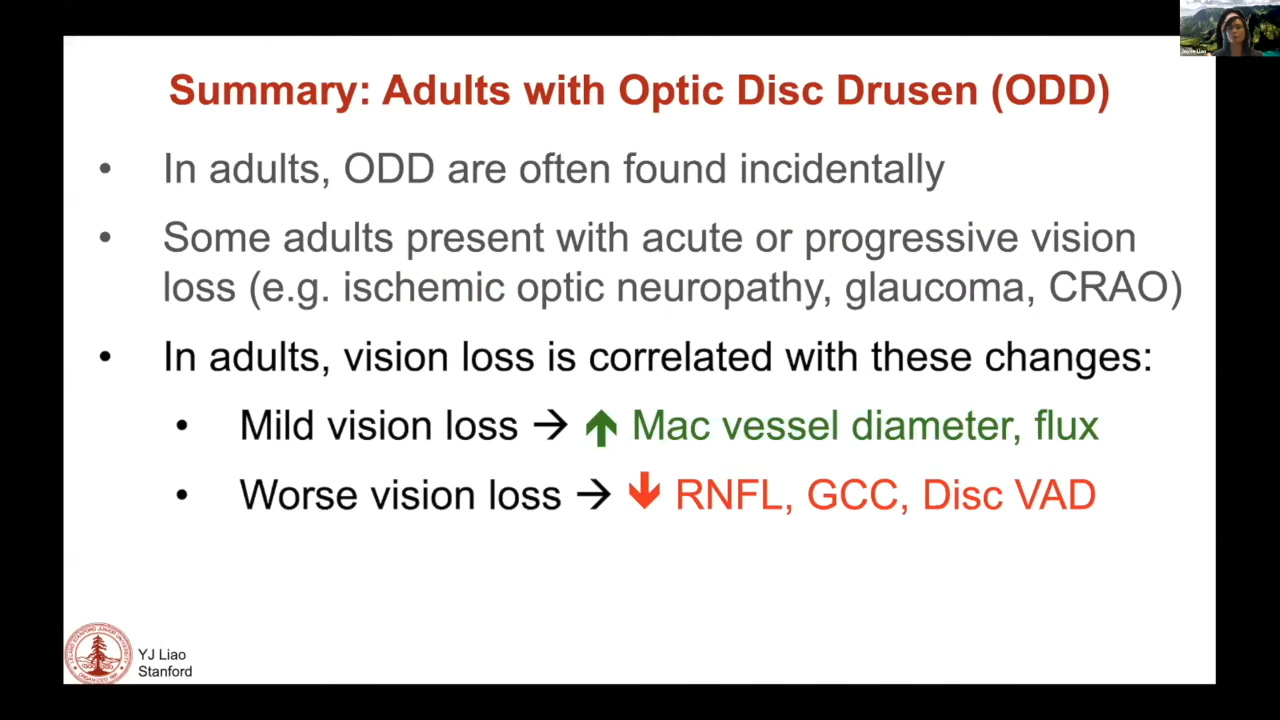 Joyce Liao
Summary: Adults with Optic Disc Drusen (ODD)
• In adults, ODD are often found incidentally
• Some adults present with acute or progressive vision
loss (e.g. ischemic optic neuropathy, glaucoma, CRAO)
• In adults, vision loss is correlated with these changes:
• Mild vision loss → ↑ Mac vessel diameter, flux
• Worse vision loss → ↓ RNFL, GCC, Disc VAD
YJ Liao
Stanford